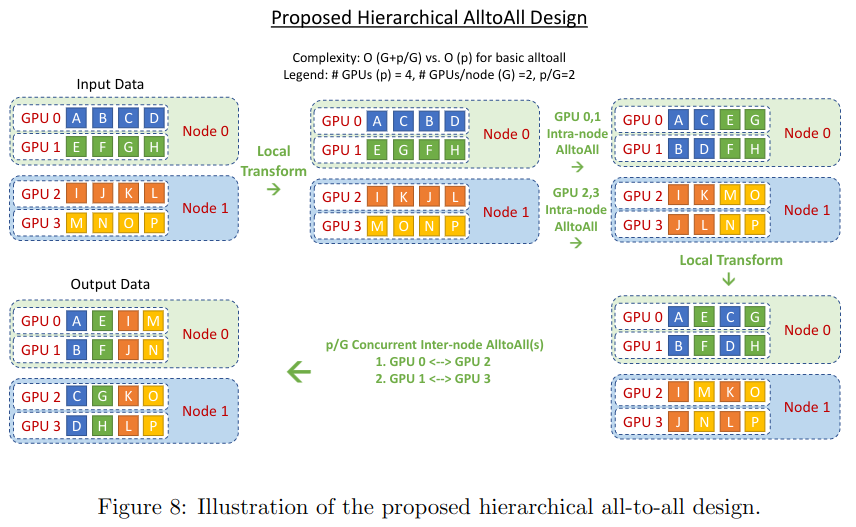 Proposed Hierarchical AlltoAll Design
Complexity: O (G+p/G) vs. O (p) for basic alltoall
Legend: # GPUs (p) = 4, # GPUs/node (G) =2, p/G=2
Input Data
GPU 0 A B C D
GPU 1 E F G H
Node 0
GPU 2 I J K L
GPU 3 M N O P
Node 1
Local
Transform
→
GPU 0 A C B D
GPU 1 E G F H
Node 0
GPU 2 I K J L
GPU 3 M O N P
Node 1
GPU 0,1
Intra-node
AlltoAll
→
GPU 2,3
Intra-node
AlltoAll
→
GPU 0 A C E G
GPU 1 B D F H
Node 0
GPU 2 I K M O
GPU 3 J L N P
Node 1
Local Transform
↓
GPU 0 A E C G
GPU 1 B F D H
Node 0
GPU 2 I M K O
GPU 3 J N L P
Node 1
p/G Concurrent Inter-node AlltoAll(s)
1. GPU 0 <--> GPU 2
2. GPU 1 <--> GPU 3
←
Output Data
GPU 0 A E I M
GPU 1 B F J N
Node 0
GPU 2 C G K O
GPU 3 D H L P
Node 1
Figure 8: Illustration of the proposed hierarchical all-to-all design.